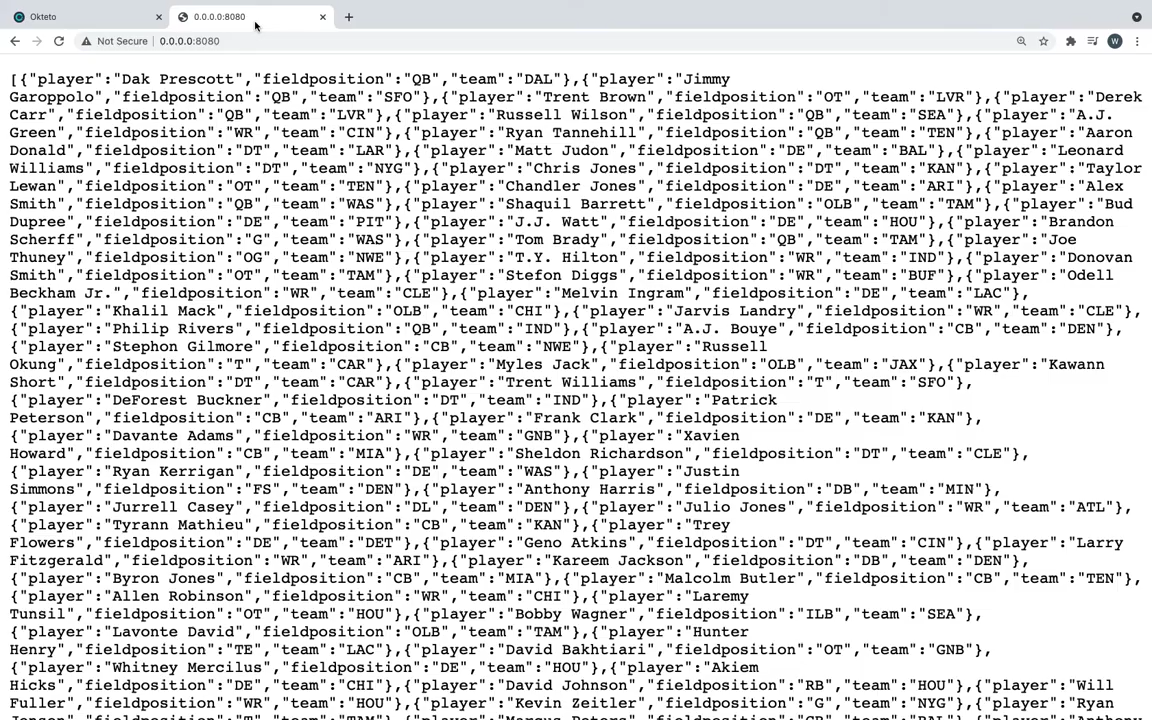 Okteto
0.0.0.0:8080
Not Secure
0.0.0.0:8080
W
[{"player":"Dak Prescott","fieldposition":"QB","team":"DAL"},{"player":"Jimmy
Garoppolo","fieldposition":"QB","team":"SFO"},{"player":"Trent Brown","fieldposition":"OT","team":"LVR"},{"player":"Derek
Carr","fieldposition":"QB","team":"LVR"},{"player":"Russell Wilson","fieldposition":"QB","team":"SEA"},{"player":"A.J.
Green","fieldposition":"WR","team":"CIN"},{"player":"Ryan Tannehill","fieldposition":"QB","team":"TEN"},{"player":"Aaron
Donald","fieldposition":"DT","team":"LAR"},{"player":"Matt Judon","fieldposition":"DE","team":"BAL"},{"player":"Leonard
Williams","fieldposition":"DT","team":"NYG"},{"player":"Chris Jones","fieldposition":"DT","team":"KAN"},{"player":"Taylor
Lewan","fieldposition":"OT","team":"TEN"},{"player":"Chandler Jones","fieldposition":"DE","team":"ARI"},{"player":"Alex
Smith","fieldposition":"QB","team":"WAS"},{"player":"Shaquil Barrett","fieldposition":"OLB","team":"TAM"},{"player":"Bud
Dupree","fieldposition":"DE","team":"PIT"},{"player":"J.J. Watt","fieldposition":"DE","team":"HOU"},{"player":"Brandon
Scherff","fieldposition":"G","team":"WAS"},{"player":"Tom Brady","fieldposition":"QB","team":"TAM"},{"player":"Joe
Thuney","fieldposition":"OG","team":"NWE"},{"player":"T.Y. Hilton","fieldposition":"WR","team":"IND"},{"player":"Donovan
Smith","fieldposition":"OT","team":"TAM"},{"player":"Stefon Diggs","fieldposition":"WR","team":"BUF"},{"player":"Odell
Beckham Jr.","fieldposition":"WR","team":"CLE"},{"player":"Melvin Ingram","fieldposition":"DE","team":"LAC"},
{"player":"Khalil Mack","fieldposition":"OLB","team":"CHI"},{"player":"Jarvis Landry","fieldposition":"WR","team":"CLE"},
{"player":"Philip Rivers","fieldposition":"QB","team":"IND"},{"player":"A.J. Bouye","fieldposition":"CB","team":"DEN"},
{"player":"Stephon Gilmore","fieldposition":"CB","team":"NWE"},{"player":"Russell
Okung","fieldposition":"T","team":"CAR"},{"player":"Myles Jack","fieldposition":"OLB","team":"JAX"},{"player":"Kawann
Short","fieldposition":"DT","team":"CAR"},{"player":"Trent Williams","fieldposition":"T","team":"SFO"},
{"player":"DeForest Buckner","fieldposition":"DT","team":"IND"},{"player":"Patrick
Peterson","fieldposition":"CB","team":"ARI"},{"player":"Frank Clark","fieldposition":"DE","team":"KAN"},
{"player":"Davante Adams","fieldposition":"WR","team":"GNB"},{"player":"Xavien
Howard","fieldposition":"CB","team":"MIA"},{"player":"Sheldon Richardson","fieldposition":"DT","team":"CLE"},
{"player":"Ryan Kerrigan","fieldposition":"DE","team":"WAS"},{"player":"Justin
Simmons","fieldposition":"FS","team":"DEN"},{"player":"Anthony Harris","fieldposition":"DB","team":"MIN"},
{"player":"Jurrell Casey","fieldposition":"DL","team":"DEN"},{"player":"Julio Jones","fieldposition":"WR","team":"ATL"},
{"player":"Tyrann Mathieu","fieldposition":"CB","team":"KAN"},{"player":"Trey
Flowers","fieldposition":"DE","team":"DET"},{"player":"Geno Atkins","fieldposition":"DT","team":"CIN"},{"player":"Larry
Fitzgerald","fieldposition":"WR","team":"ARI"},{"player":"Kareem Jackson","fieldposition":"DB","team":"DEN"},
{"player":"Byron Jones","fieldposition":"CB","team":"MIA"},{"player":"Malcolm Butler","fieldposition":"CB","team":"TEN"},
{"player":"Allen Robinson","fieldposition":"WR","team":"CHI"},{"player":"Laremy
Tunsil","fieldposition":"OT","team":"HOU"},{"player":"Bobby Wagner","fieldposition":"ILB","team":"SEA"},
{"player":"Lavonte David","fieldposition":"OLB","team":"TAM"},{"player":"Hunter
Henry","fieldposition":"TE","team":"LAC"},{"player":"David Bakhtiari","fieldposition":"OT","team":"GNB"},
{"player":"Whitney Mercilus","fieldposition":"DE","team":"HOU"},{"player":"Akiem
Hicks","fieldposition":"DE","team":"CHI"},{"player":"David Johnson","fieldposition":"RB","team":"HOU"},{"player":"Will
Fuller","fieldposition":"WR","team":"HOU"},{"player":"Kevin Zeitler","fieldposition":"G","team":"NYG"},{"player":"Ryan